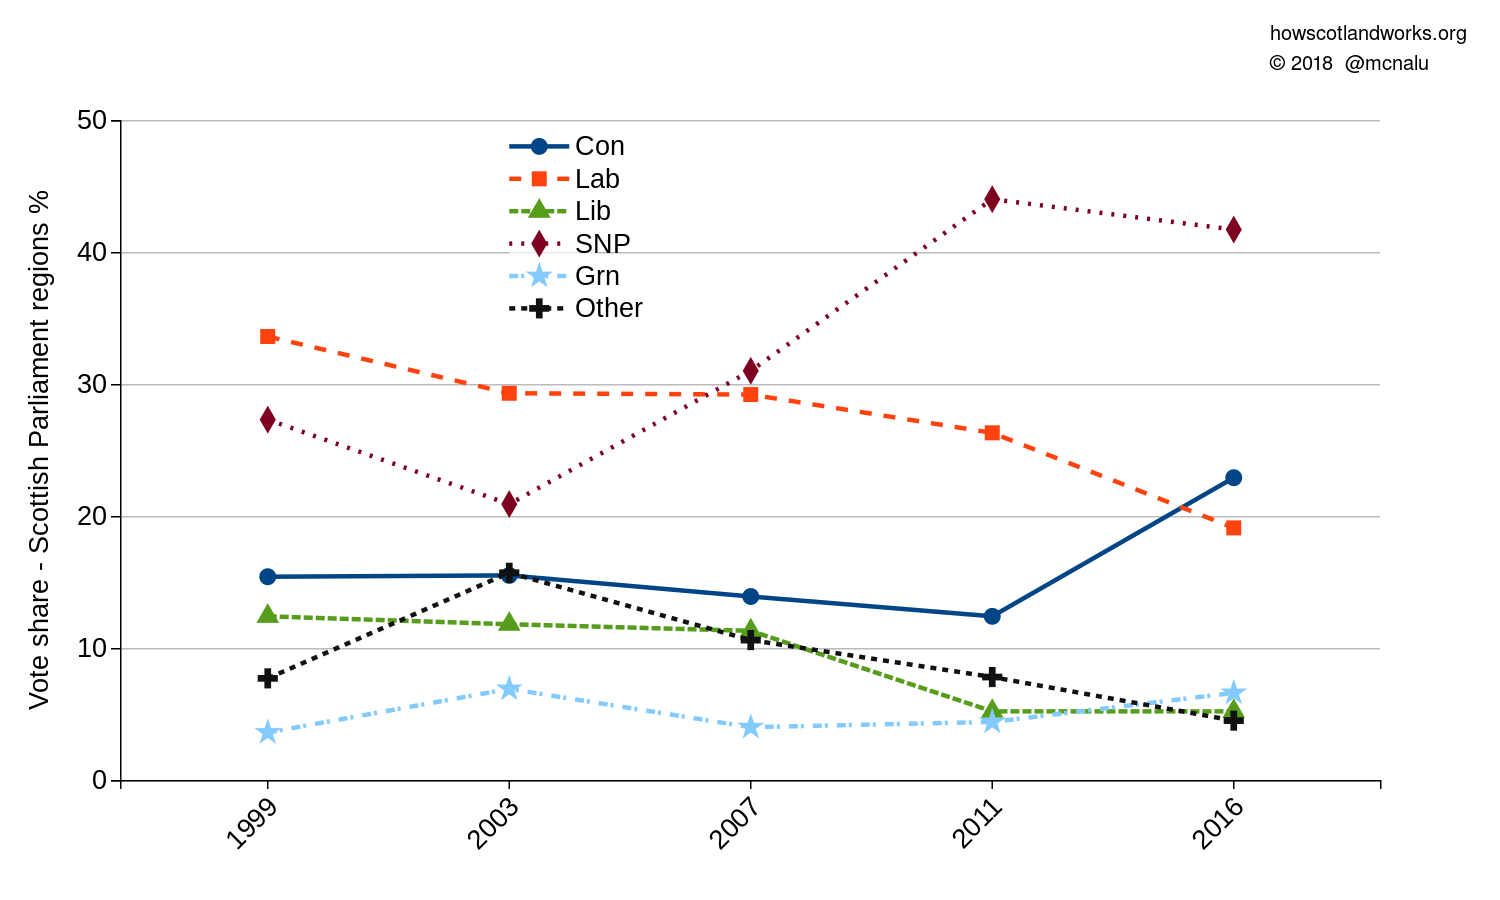 howscotlandworks.org
© 2018 @mcnalu
Vote share - Scottish Parliament regions %
50
40
30
20
10
0
Con
Lab
Lib
SNP
Grn
Other
1999
2003
2007
2011
2016